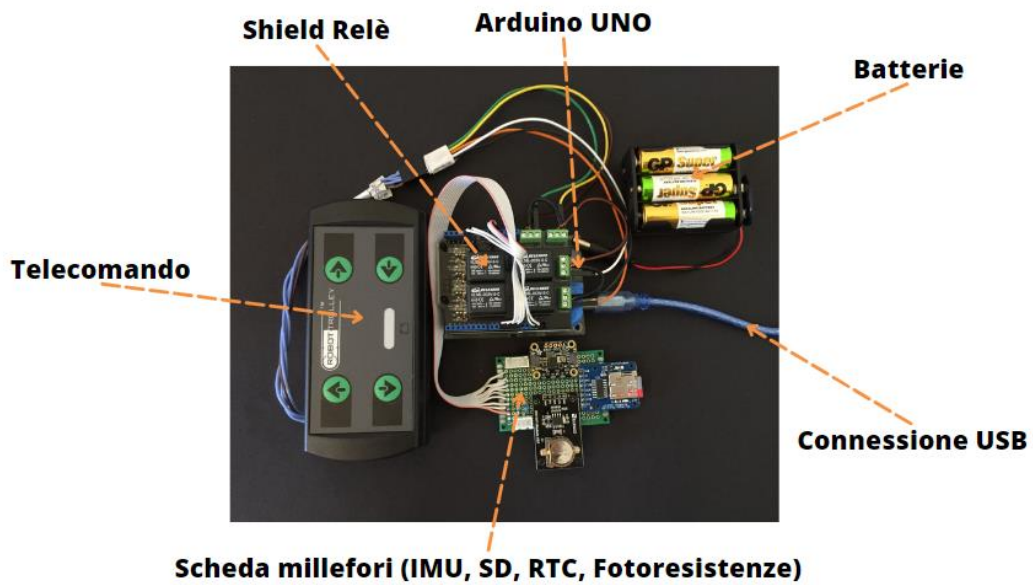 Shield Relè
Arduino UNO
Batterie
Telecomando
ROBOT TROLLEY™
GP Super
GP Super
Connessione USB
Scheda millefori (IMU, SD, RTC, Fotoresistenze)